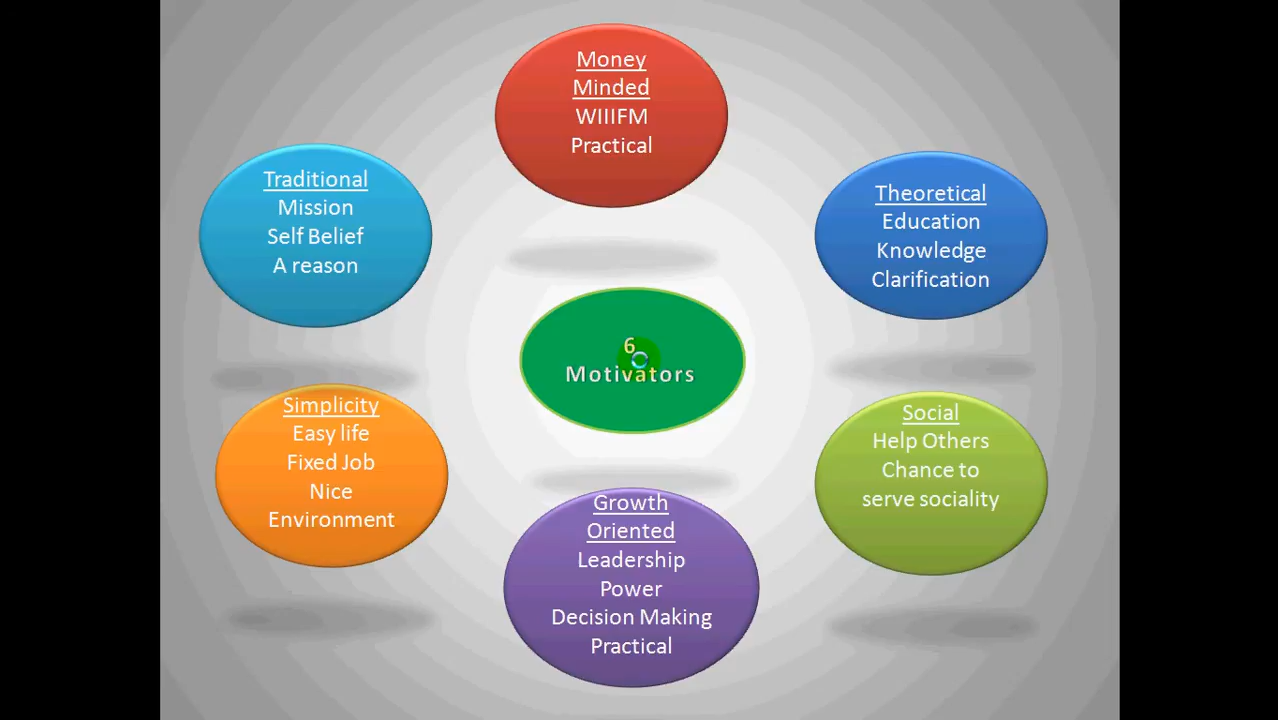 Money
Minded
WIIIFM
Practical
Traditional
Mission
Self Belief
A reason
Theoretical
Education
Knowledge
Clarification
6
Motivators
Simplicity
Easy life
Fixed Job
Nice
Environment
Social
Help Others
Chance to
serve sociality
Growth
Oriented
Leadership
Power
Decision Making
Practical